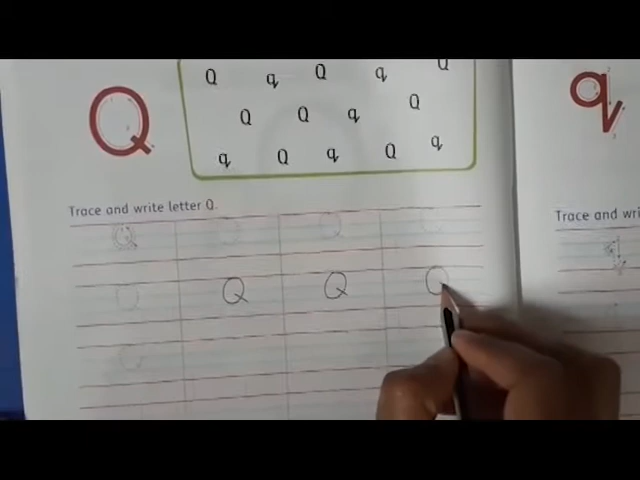 Q Q q Q q Q
Q Q q Q
q Q q Q q
q
Trace and write letter Q.
Trace and wri
Q
Q Q Q